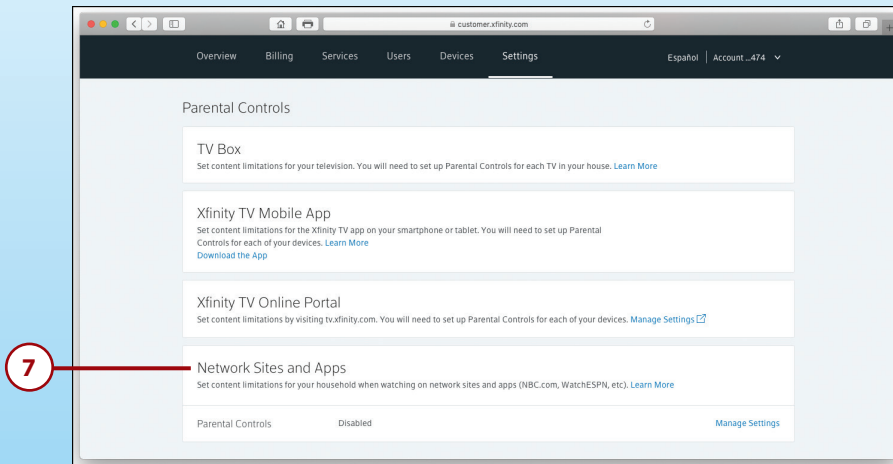 customer.xfinity.com
Overview Billing Services Users Devices Settings Español Account ...474
Parental Controls
TV Box
Set content limitations for your television. You will need to set up Parental Controls for each TV in your house. Learn More
Xfinity TV Mobile App
Set content limitations for the Xfinity TV app on your smartphone or tablet. You will need to set up Parental
Controls for each of your devices. Learn More
Download the App
Xfinity TV Online Portal
Set content limitations by visiting tv.xfinity.com. You will need to set up Parental Controls for each of your devices. Manage Settings
7
Network Sites and Apps
Set content limitations for your household when watching on network sites and apps (NBC.com, WatchESPN, etc). Learn More
Parental Controls Disabled Manage Settings